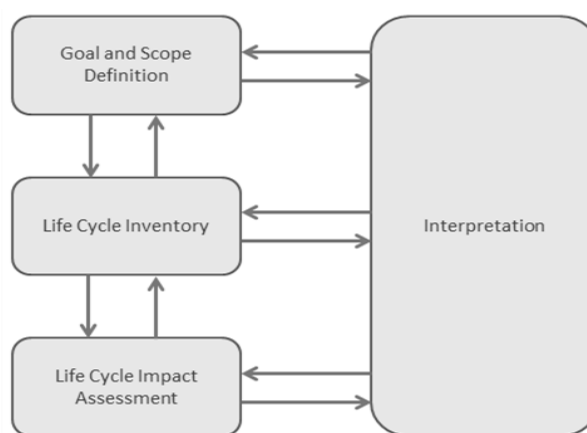 Goal and Scope
Definition
Life Cycle Inventory
Interpretation
Life Cycle Impact
Assessment